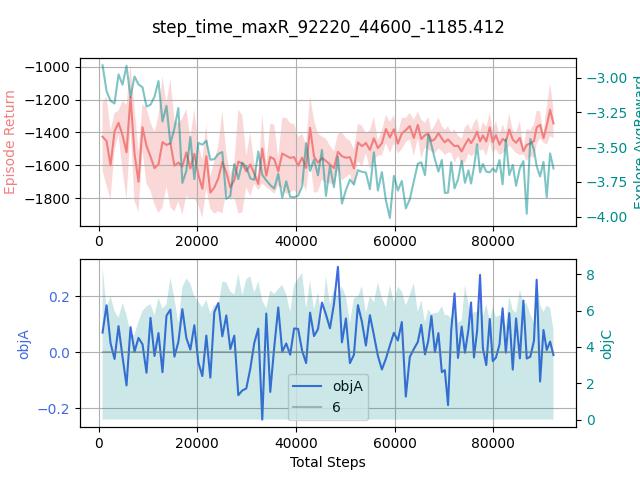 step_time_maxR_92220_44600_-1185.412
Episode Return
−1000
−1200
−1400
−1600
−1800
−3.00
−3.25
−3.50
−3.75
−4.00
Explore AvgReward
0 20000 40000 60000 80000
objA
0.2
0.0
−0.2
8
6
4
2
0
objC
objA
6
0 20000 40000 60000 80000
Total Steps